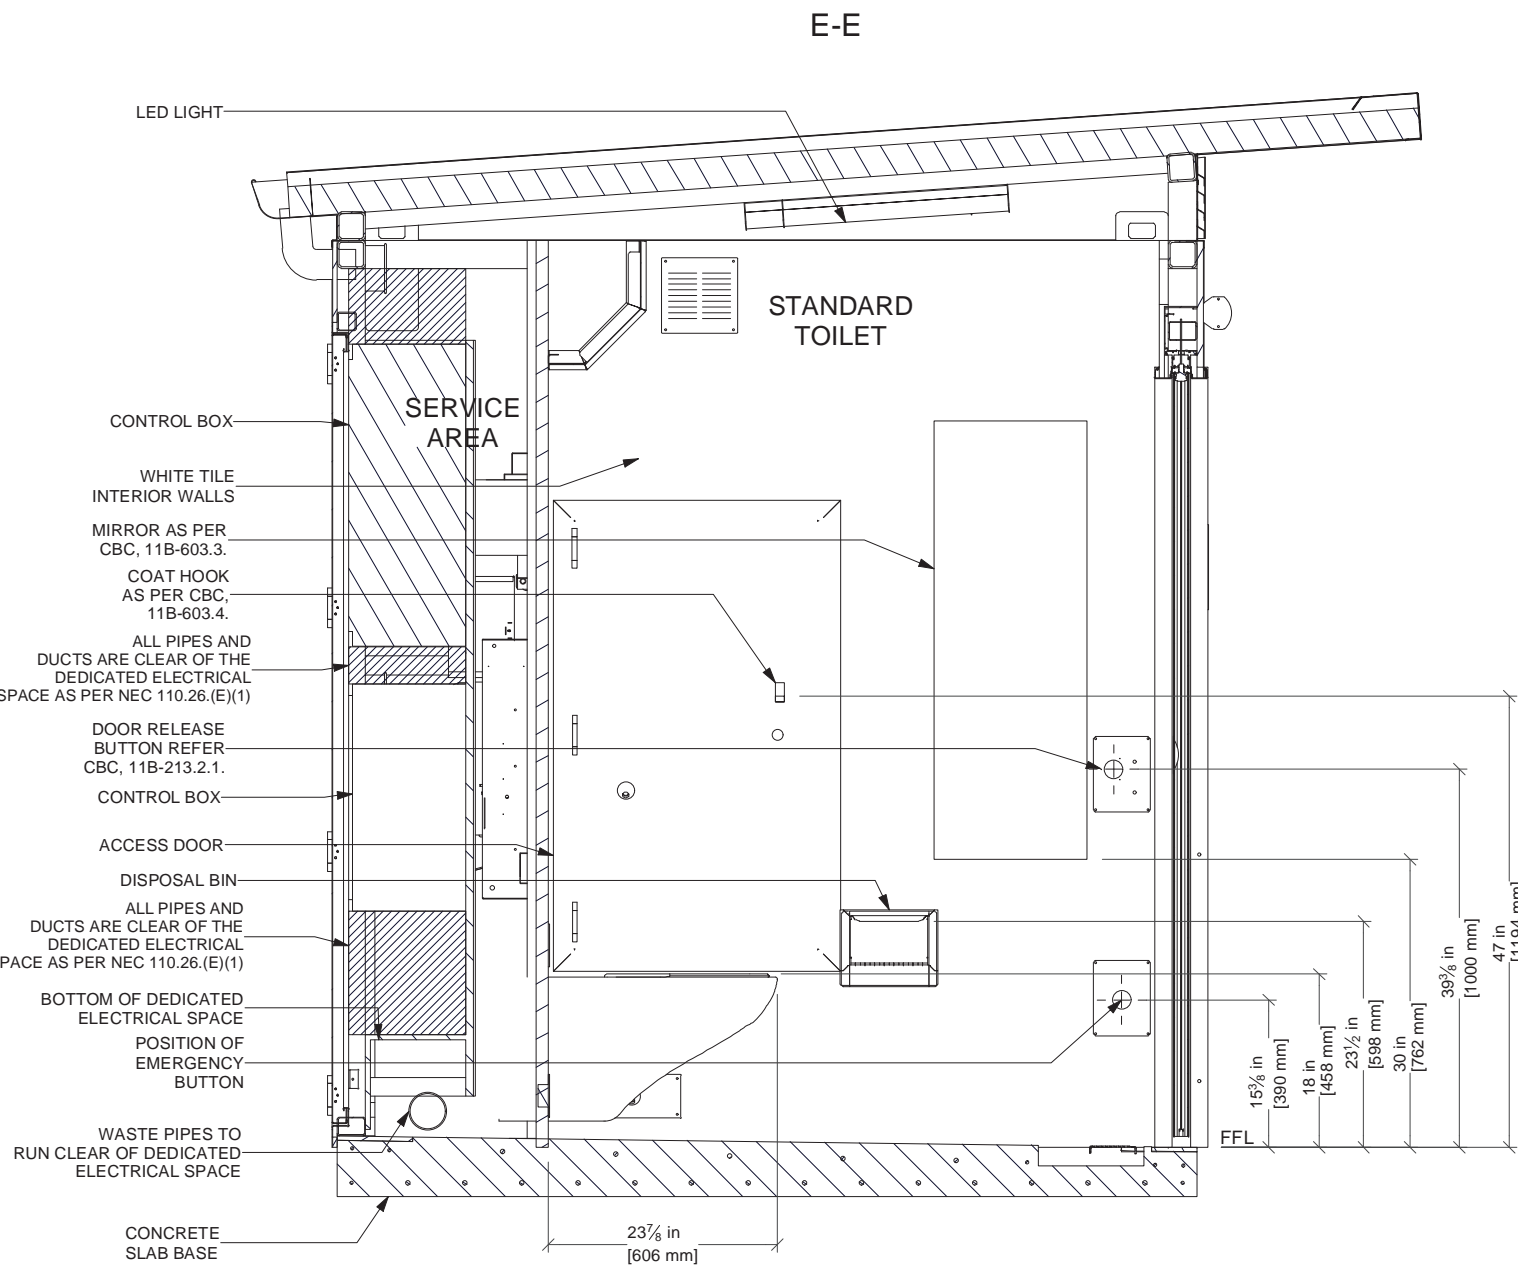 E-E
LED LIGHT
STANDARD
TOILET
SERVICE
AREA
CONTROL BOX
WHITE TILE
INTERIOR WALLS
MIRROR AS PER
CBC, 11B-603.3.
COAT HOOK
AS PER CBC,
11B-603.4.
ALL PIPES AND
DUCTS ARE CLEAR OF THE
DEDICATED ELECTRICAL
SPACE AS PER NEC 110.26.(E)(1)
DOOR RELEASE
BUTTON REFER
CBC, 11B-213.2.1.
CONTROL BOX
ACCESS DOOR
DISPOSAL BIN
ALL PIPES AND
DUCTS ARE CLEAR OF THE
DEDICATED ELECTRICAL
PACE AS PER NEC 110.26.(E)(1)
BOTTOM OF DEDICATED
ELECTRICAL SPACE
POSITION OF
EMERGENCY
BUTTON
WASTE PIPES TO
RUN CLEAR OF DEDICATED
ELECTRICAL SPACE
CONCRETE
SLAB BASE
23⅞ in
[606 mm]
FFL
15⅜ in
[390 mm]
18 in
[458 mm]
23½ in
[598 mm]
30 in
[762 mm]
39⅜ in
[1000 mm]
47 in
[1194 mm]